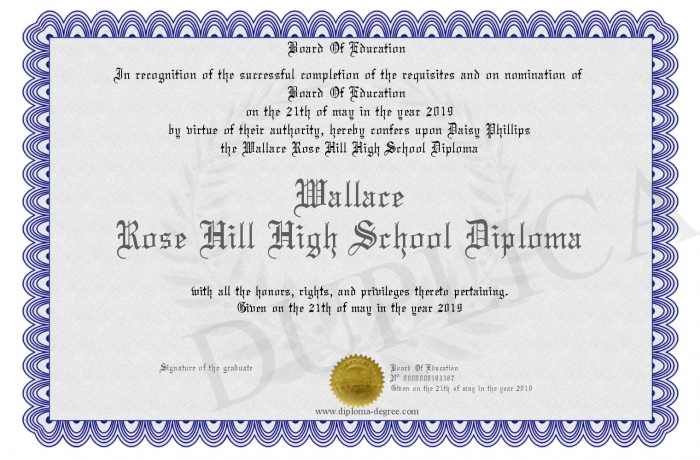 Board Of Education
In recognition of the successful completion of the requisites and on nomination of
Board Of Education
on the 21th of may in the year 2019
by virtue of their authority, hereby confers upon Daisy Phillips
the Wallace Rose Hill High School Diploma
Wallace
Rose Hill High School Diploma
with all the honors, rights, and privileges thereto pertaining.
Given on the 21th of may in the year 2019
Signature of the graduate
Board Of Education
Given on the 21th of may in the year 2019
www.diploma-degree.com
DUPLICA